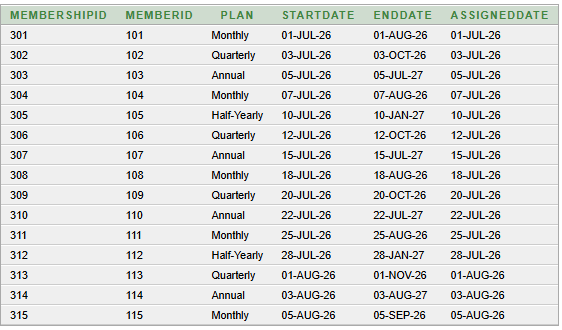 MEMBERSHIPID MEMBERID PLAN STARTDATE ENDDATE ASSIGNEDDATE
301 101 Monthly 01-JUL-26 01-AUG-26 01-JUL-26
302 102 Quarterly 03-JUL-26 03-OCT-26 03-JUL-26
303 103 Annual 05-JUL-26 05-JUL-27 05-JUL-26
304 104 Monthly 07-JUL-26 07-AUG-26 07-JUL-26
305 105 Half-Yearly 10-JUL-26 10-JAN-27 10-JUL-26
306 106 Quarterly 12-JUL-26 12-OCT-26 12-JUL-26
307 107 Annual 15-JUL-26 15-JUL-27 15-JUL-26
308 108 Monthly 18-JUL-26 18-AUG-26 18-JUL-26
309 109 Quarterly 20-JUL-26 20-OCT-26 20-JUL-26
310 110 Annual 22-JUL-26 22-JUL-27 22-JUL-26
311 111 Monthly 25-JUL-26 25-AUG-26 25-JUL-26
312 112 Half-Yearly 28-JUL-26 28-JAN-27 28-JUL-26
313 113 Quarterly 01-AUG-26 01-NOV-26 01-AUG-26
314 114 Annual 03-AUG-26 03-AUG-27 03-AUG-26
315 115 Monthly 05-AUG-26 05-SEP-26 05-AUG-26